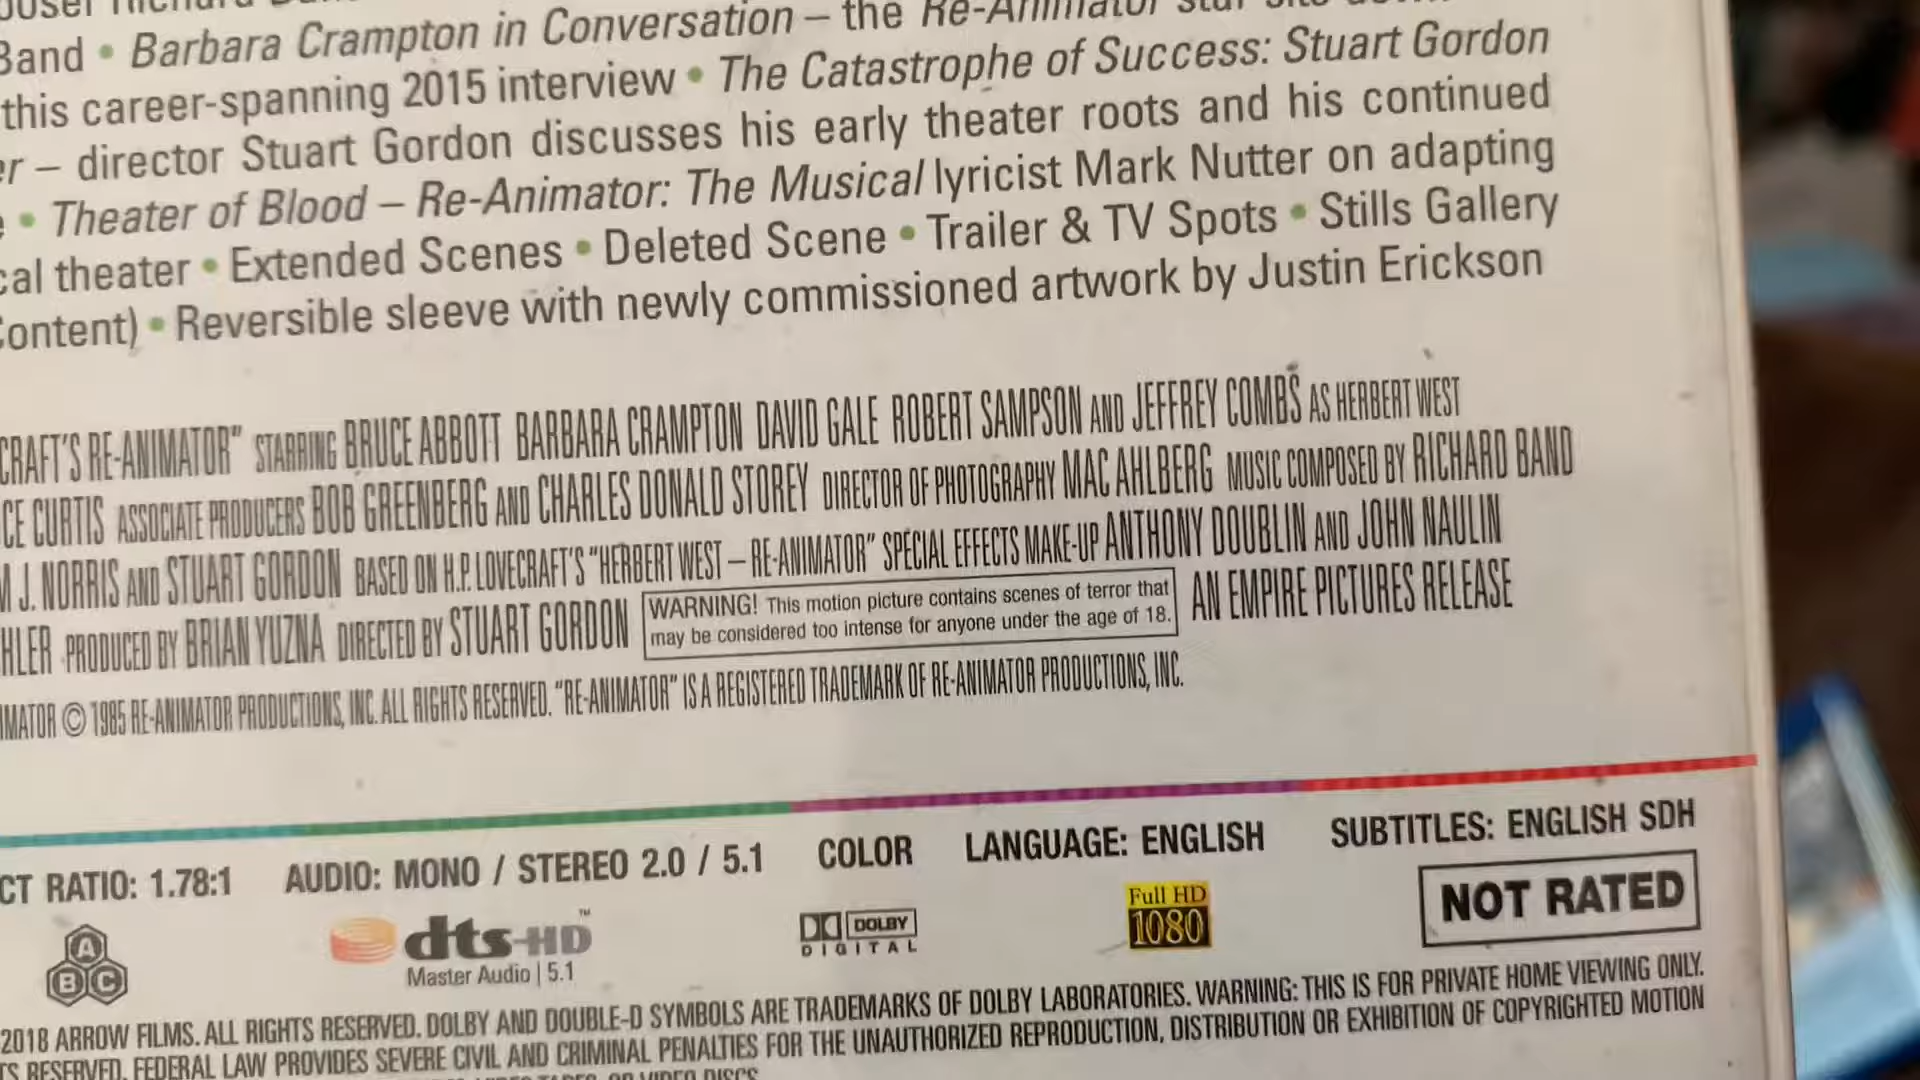 Band • Barbara Crampton in Conversation – the Re-Animator star sits down
this career-spanning 2015 interview • The Catastrophe of Success: Stuart Gordon
er – director Stuart Gordon discusses his early theater roots and his continued
• Theater of Blood – Re-Animator: The Musical lyricist Mark Nutter on adapting
cal theater • Extended Scenes • Deleted Scene • Trailer & TV Spots • Stills Gallery
Content) • Reversible sleeve with newly commissioned artwork by Justin Erickson
CRAFT'S RE-ANIMATOR" STARRING BRUCE ABBOTT BARBARA CRAMPTON DAVID GALE ROBERT SAMPSON AND JEFFREY COMBS AS HERBERT WEST
CE CURTIS ASSOCIATE PRODUCERS BOB GREENBERG AND CHARLES DONALD STOREY DIRECTOR OF PHOTOGRAPHY MAC AHLBERG MUSIC COMPOSED BY RICHARD BAND
M J. NORRIS AND STUART GORDON BASED ON H.P. LOVECRAFT'S "HERBERT WEST – RE-ANIMATOR" SPECIAL EFFECTS MAKE-UP ANTHONY DOUBLIN AND JOHN NAULIN
HLER PRODUCED BY BRIAN YUZNA DIRECTED BY STUART GORDON
WARNING! This motion picture contains scenes of terror that
may be considered too intense for anyone under the age of 18.
AN EMPIRE PICTURES RELEASE
IMATOR © 1985 RE-ANIMATOR PRODUCTIONS, INC. ALL RIGHTS RESERVED. "RE-ANIMATOR" IS A REGISTERED TRADEMARK OF RE-ANIMATOR PRODUCTIONS, INC.
CT RATIO: 1.78:1 AUDIO: MONO / STEREO 2.0 / 5.1 COLOR LANGUAGE: ENGLISH SUBTITLES: ENGLISH SDH
A
B C
dts-HD™
Master Audio | 5.1
DOLBY
DIGITAL
Full HD
1080
NOT RATED
2018 ARROW FILMS. ALL RIGHTS RESERVED. DOLBY AND DOUBLE-D SYMBOLS ARE TRADEMARKS OF DOLBY LABORATORIES. WARNING: THIS IS FOR PRIVATE HOME VIEWING ONLY.
TS RESERVED. FEDERAL LAW PROVIDES SEVERE CIVIL AND CRIMINAL PENALTIES FOR THE UNAUTHORIZED REPRODUCTION, DISTRIBUTION OR EXHIBITION OF COPYRIGHTED MOTION
OR VIDEO DISCS